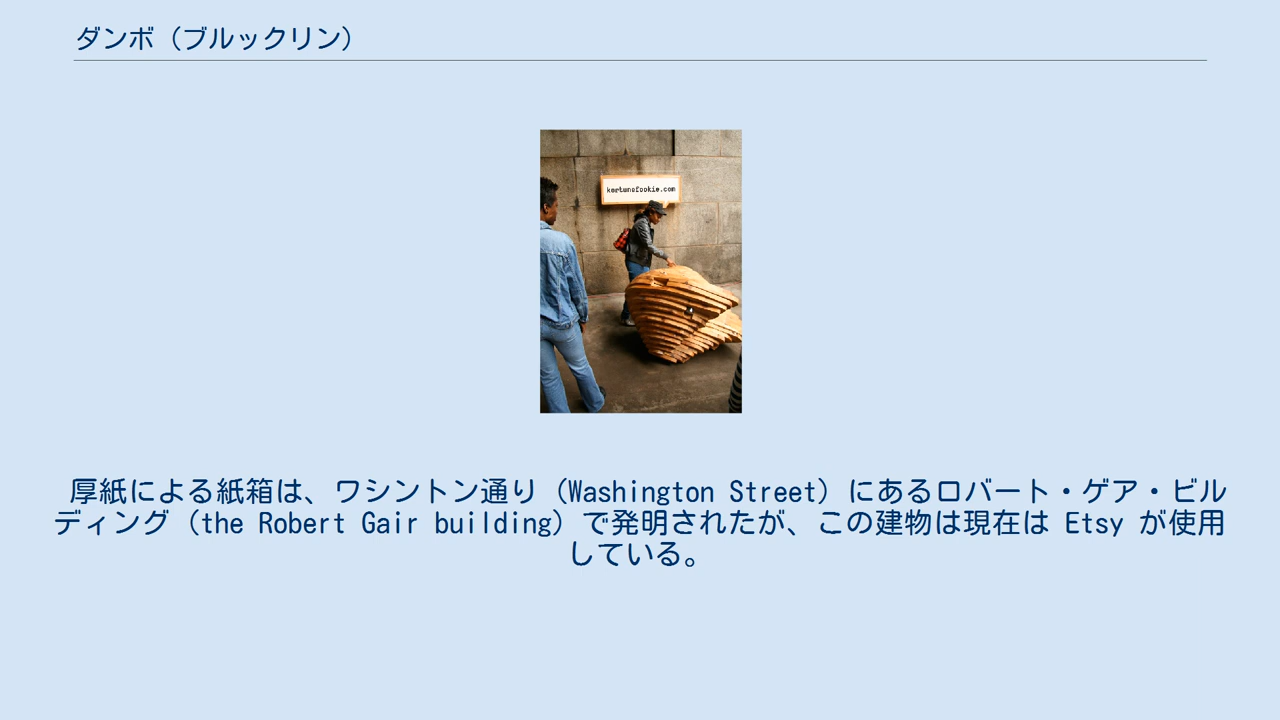 ダンボ（ブルックリン）
kortunefookie.com
厚紙による紙箱は、ワシントン通り（Washington Street）にあるロバート・ゲア・ビル
ディング（the Robert Gair building）で発明されたが、この建物は現在は Etsy が使用
している。